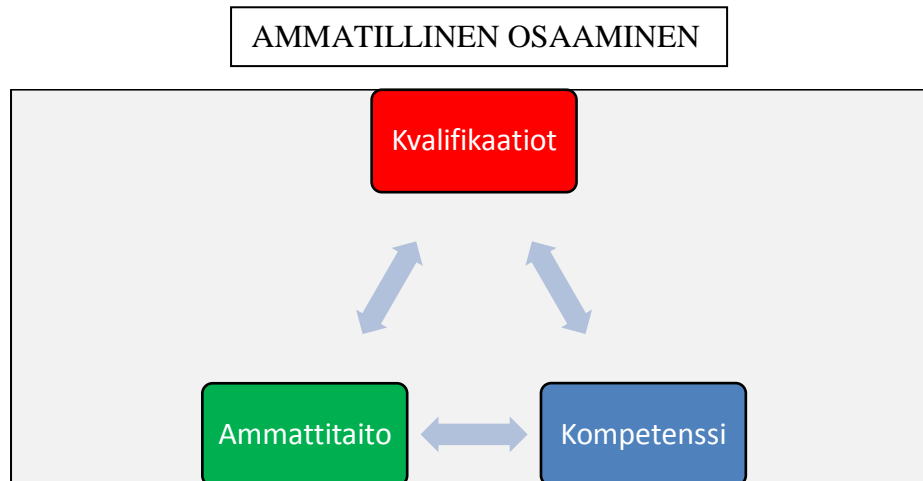 AMMATILLINEN OSAAMINEN
Kvalifikaatiot
Ammattitaito
Kompetenssi